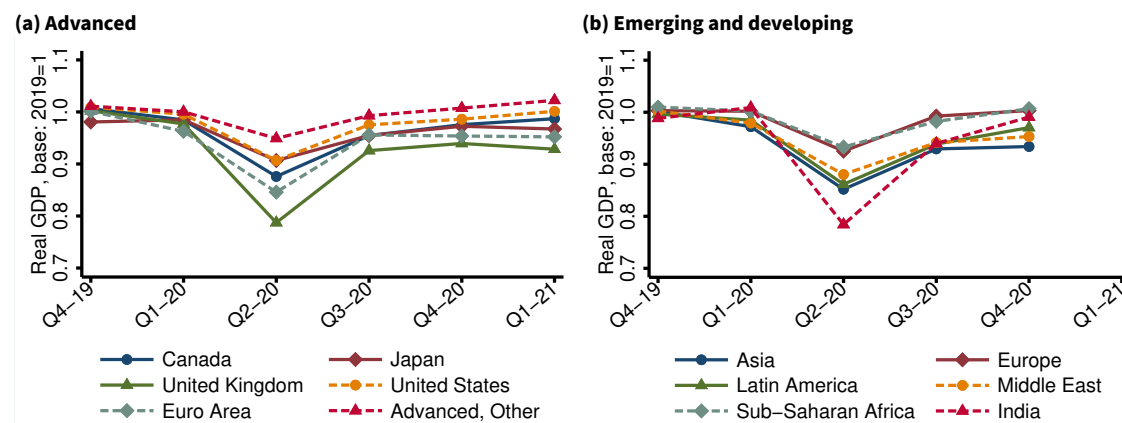 (a) Advanced
Real GDP, base: 2019=1
1.1
1.0
0.9
0.8
0.7
Q4–19
Q1–20
Q2–20
Q3–20
Q4–20
Q1–21
Canada
Japan
United Kingdom
United States
Euro Area
Advanced, Other
(b) Emerging and developing
Real GDP, base: 2019=1
1.1
1.0
0.9
0.8
0.7
Q4–19
Q1–20
Q2–20
Q3–20
Q4–20
Q1–21
Asia
Europe
Latin America
Middle East
Sub–Saharan Africa
India